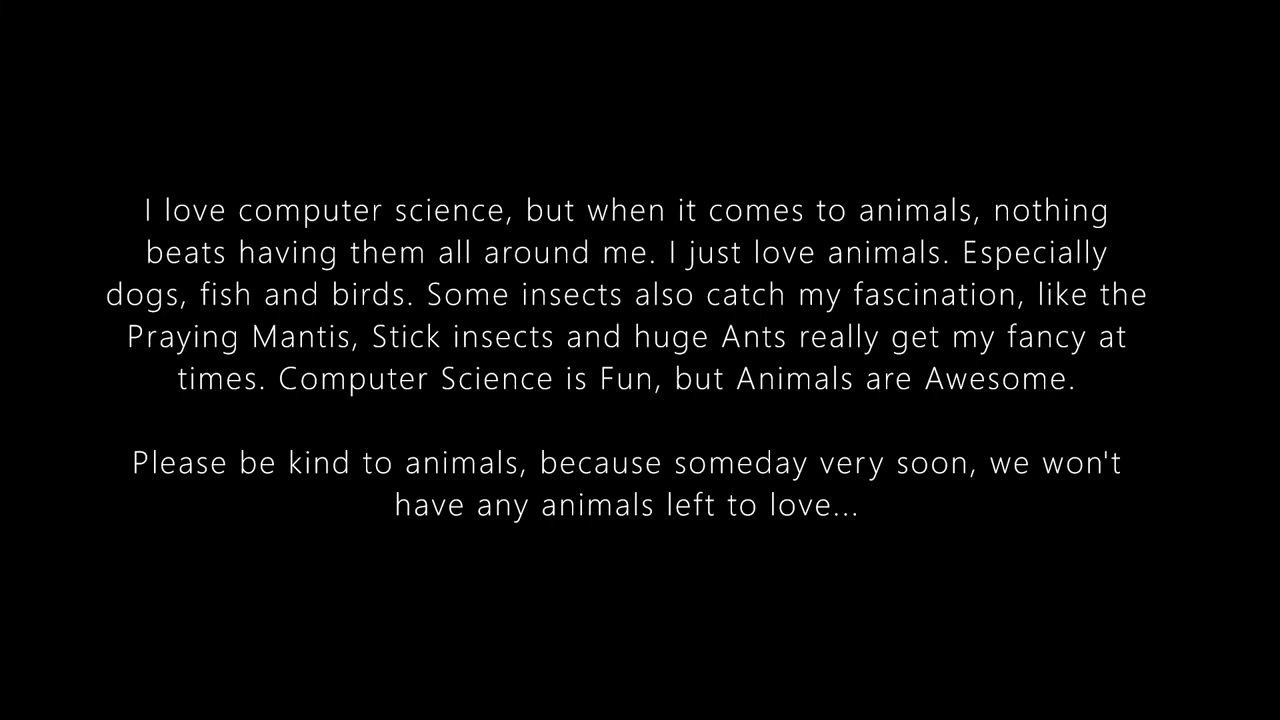 I love computer science, but when it comes to animals, nothing
beats having them all around me. I just love animals. Especially
dogs, fish and birds. Some insects also catch my fascination, like the
Praying Mantis, Stick insects and huge Ants really get my fancy at
times. Computer Science is Fun, but Animals are Awesome.
Please be kind to animals, because someday very soon, we won't
have any animals left to love...